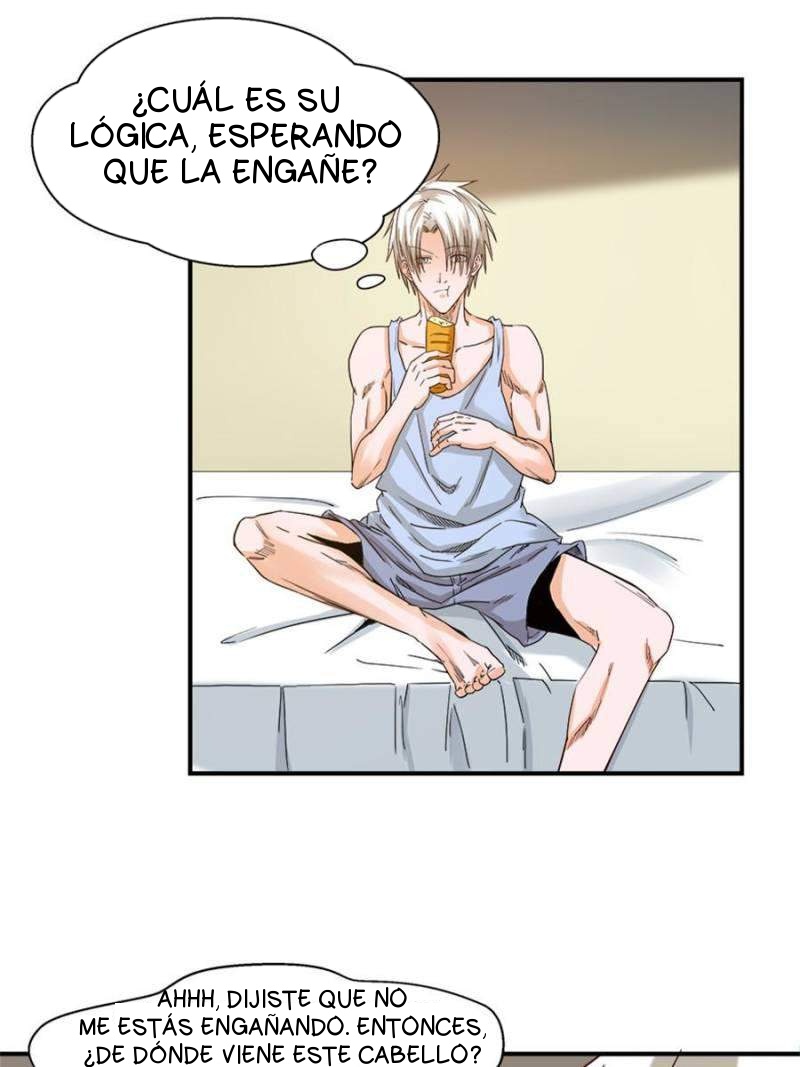 ¿CUÁL ES SU
LÓGICA, ESPERANDO
QUE LA ENGAÑE?
AHHH, DIJISTE QUE NO
ME ESTÁS ENGAÑANDO. ENTONCES,
¿DE DÓNDE VIENE ESTE CABELLO?